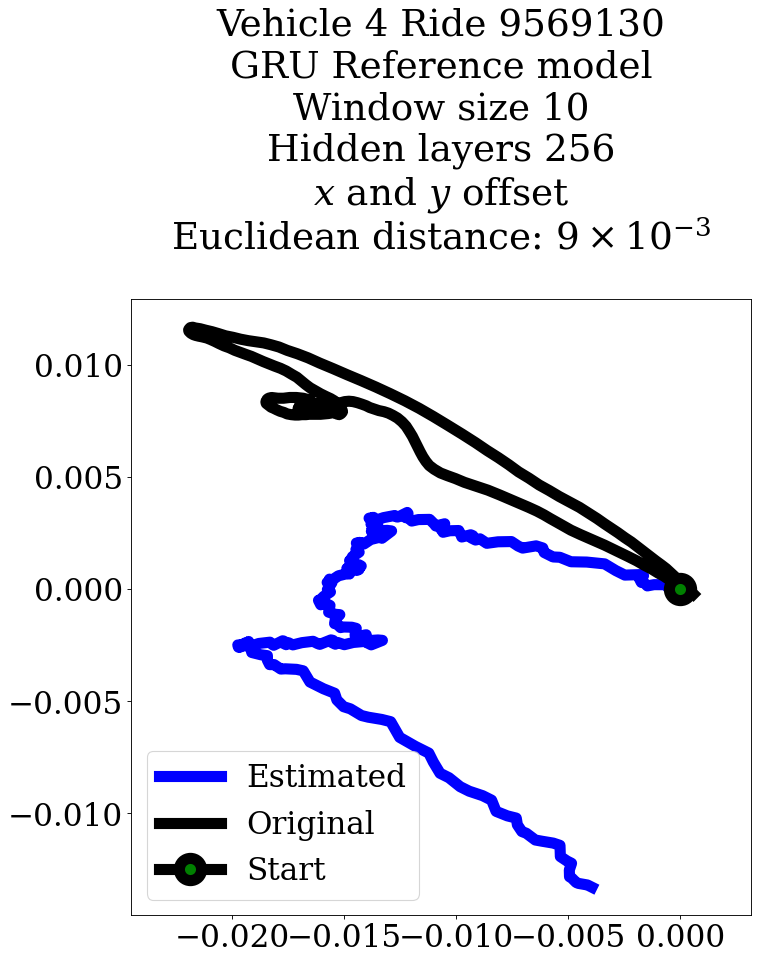 Vehicle 4 Ride 9569130
GRU Reference model
Window size 10
Hidden layers 256
x and y offset
Euclidean distance: 9 × 10⁻³
0.010
0.005
0.000
−0.005
−0.010
Estimated
Original
Start
−0.020 −0.015 −0.010 −0.005 0.000